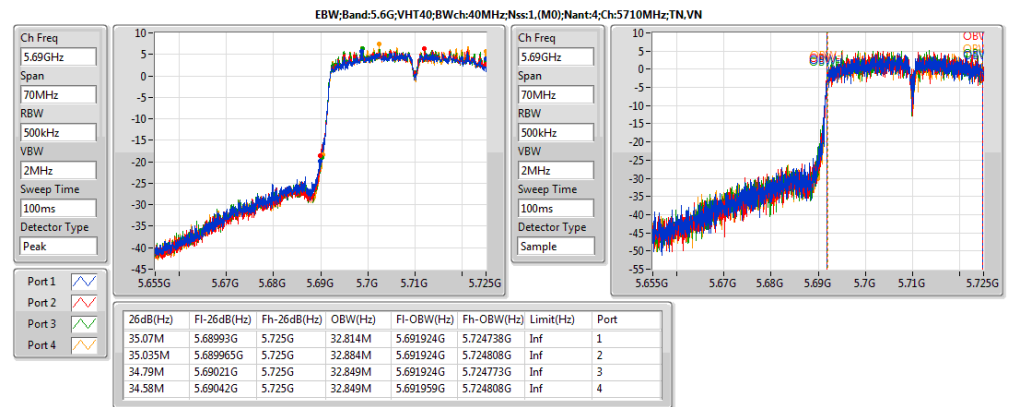 EBW;Band:5.6G;VHT40;BWch:40MHz;Nss:1,(M0);Nant:4;Ch:5710MHz;TN,VN
Ch Freq
5.69GHz
Span
70MHz
RBW
500kHz
VBW
2MHz
Sweep Time
100ms
Detector Type
Peak
10
5
0
-5
-10
-15
-20
-25
-30
-35
-40
-45
5.655G 5.67G 5.68G 5.69G 5.7G 5.71G 5.725G
Ch Freq
5.69GHz
Span
70MHz
RBW
500kHz
VBW
2MHz
Sweep Time
100ms
Detector Type
Sample
10
5
0
-5
-10
-15
-20
-25
-30
-35
-40
-45
-50
-55
OBW
5.655G 5.67G 5.68G 5.69G 5.7G 5.71G 5.725G
Port 1
Port 2
Port 3
Port 4
26dB(Hz) Fl-26dB(Hz) Fh-26dB(Hz) OBW(Hz) Fl-OBW(Hz) Fh-OBW(Hz) Limit(Hz) Port
35.07M 5.68993G 5.725G 32.814M 5.691924G 5.724738G Inf 1
35.035M 5.689965G 5.725G 32.884M 5.691924G 5.724808G Inf 2
34.79M 5.69021G 5.725G 32.849M 5.691924G 5.724773G Inf 3
34.58M 5.69042G 5.725G 32.849M 5.691959G 5.724808G Inf 4